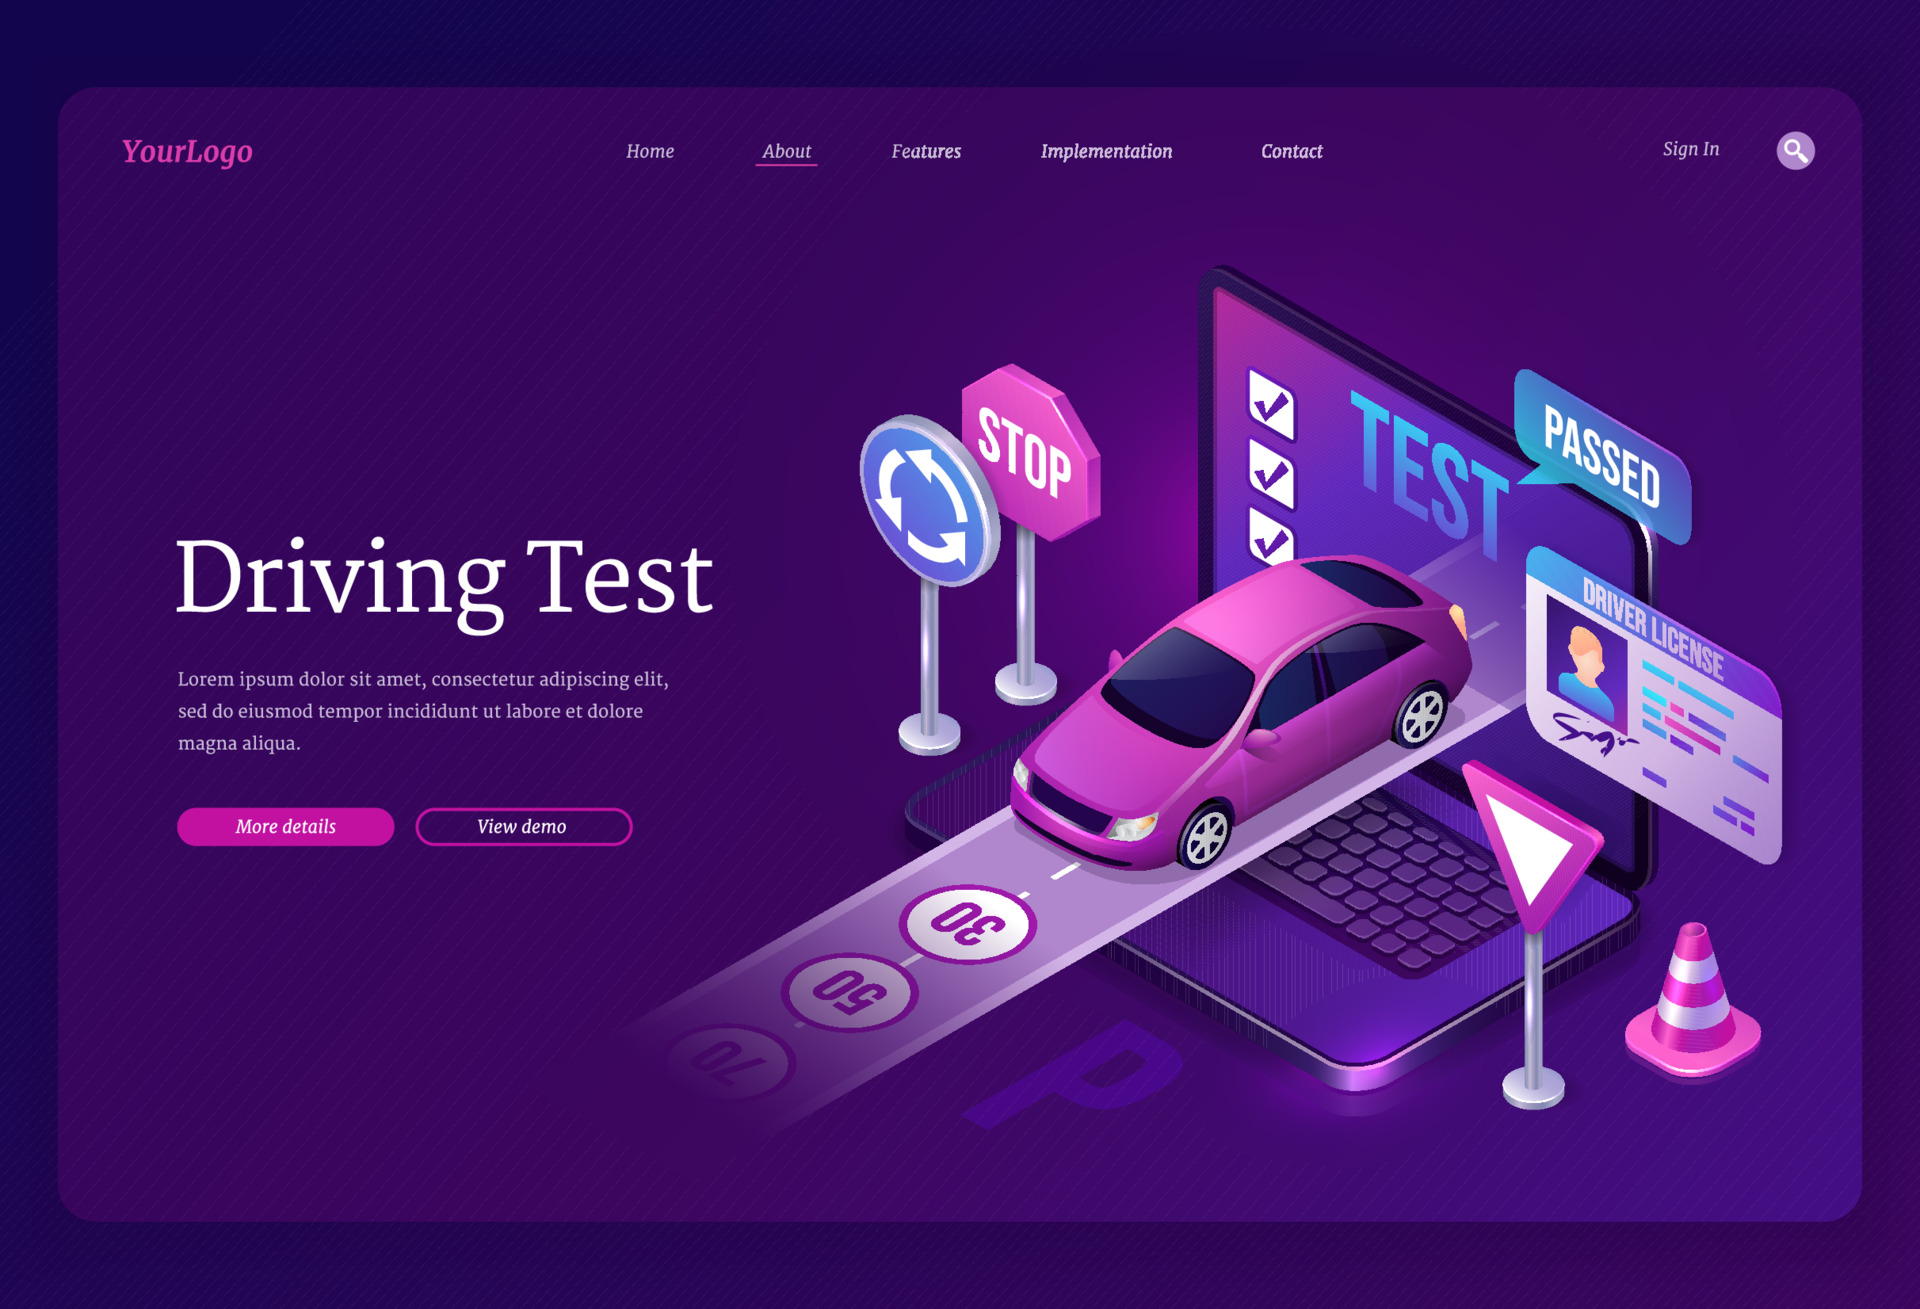 YourLogo
Home
About
Features
Implementation
Contact
Sign In
Driving Test
Lorem ipsum dolor sit amet, consectetur adipiscing elit,
sed do eiusmod tempor incididunt ut labore et dolore
magna aliqua.
More details
View demo
STOP
TEST
PASSED
DRIVER LICENSE
30
50
70
P